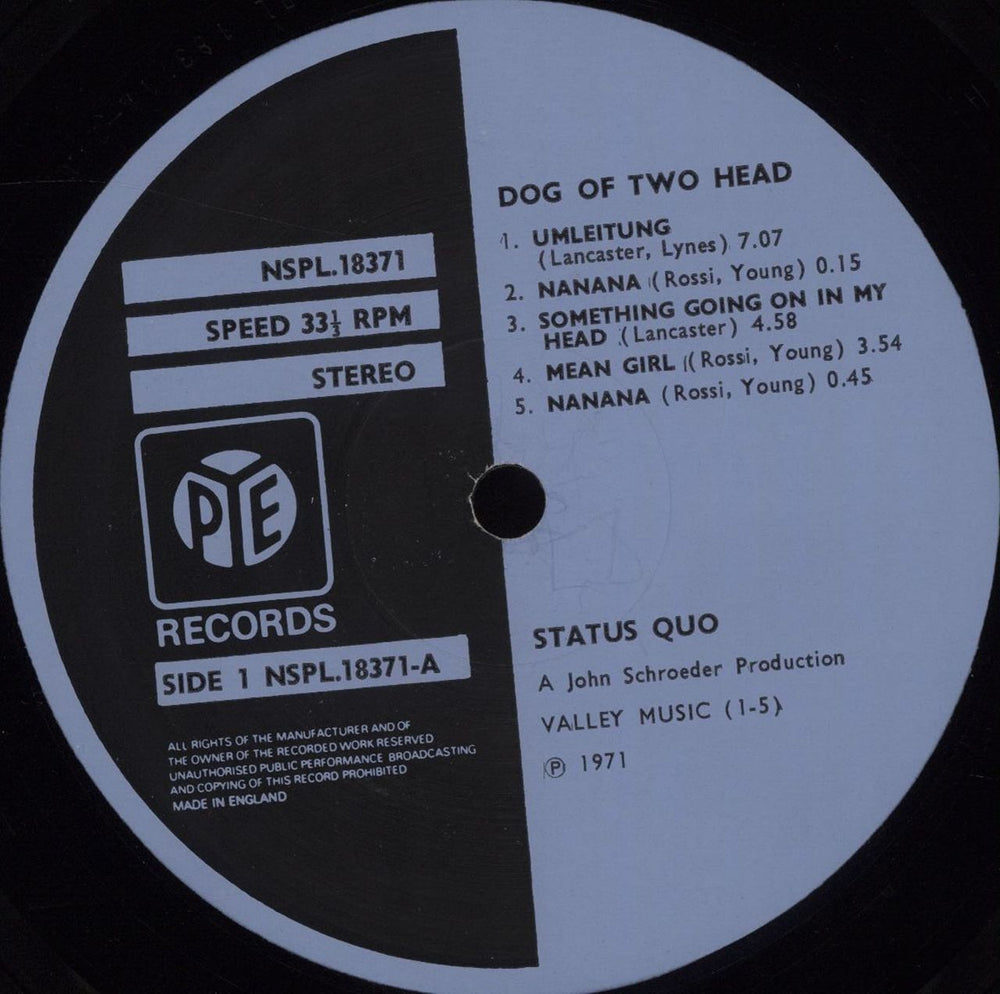 NSPL.18371
SPEED 33⅓ RPM
STEREO
PYE
RECORDS
SIDE 1 NSPL.18371-A
ALL RIGHTS OF THE MANUFACTURER AND OF
THE OWNER OF THE RECORDED WORK RESERVED
UNAUTHORISED PUBLIC PERFORMANCE BROADCASTING
AND COPYING OF THIS RECORD PROHIBITED
MADE IN ENGLAND
DOG OF TWO HEAD
1. UMLEITUNG
(Lancaster, Lynes) 7.07
2. NANANA (Rossi, Young) 0.15
3. SOMETHING GOING ON IN MY
HEAD (Lancaster) 4.58
4. MEAN GIRL (Rossi, Young) 3.54
5. NANANA (Rossi, Young) 0.45
STATUS QUO
A John Schroeder Production
VALLEY MUSIC (1-5)
℗ 1971